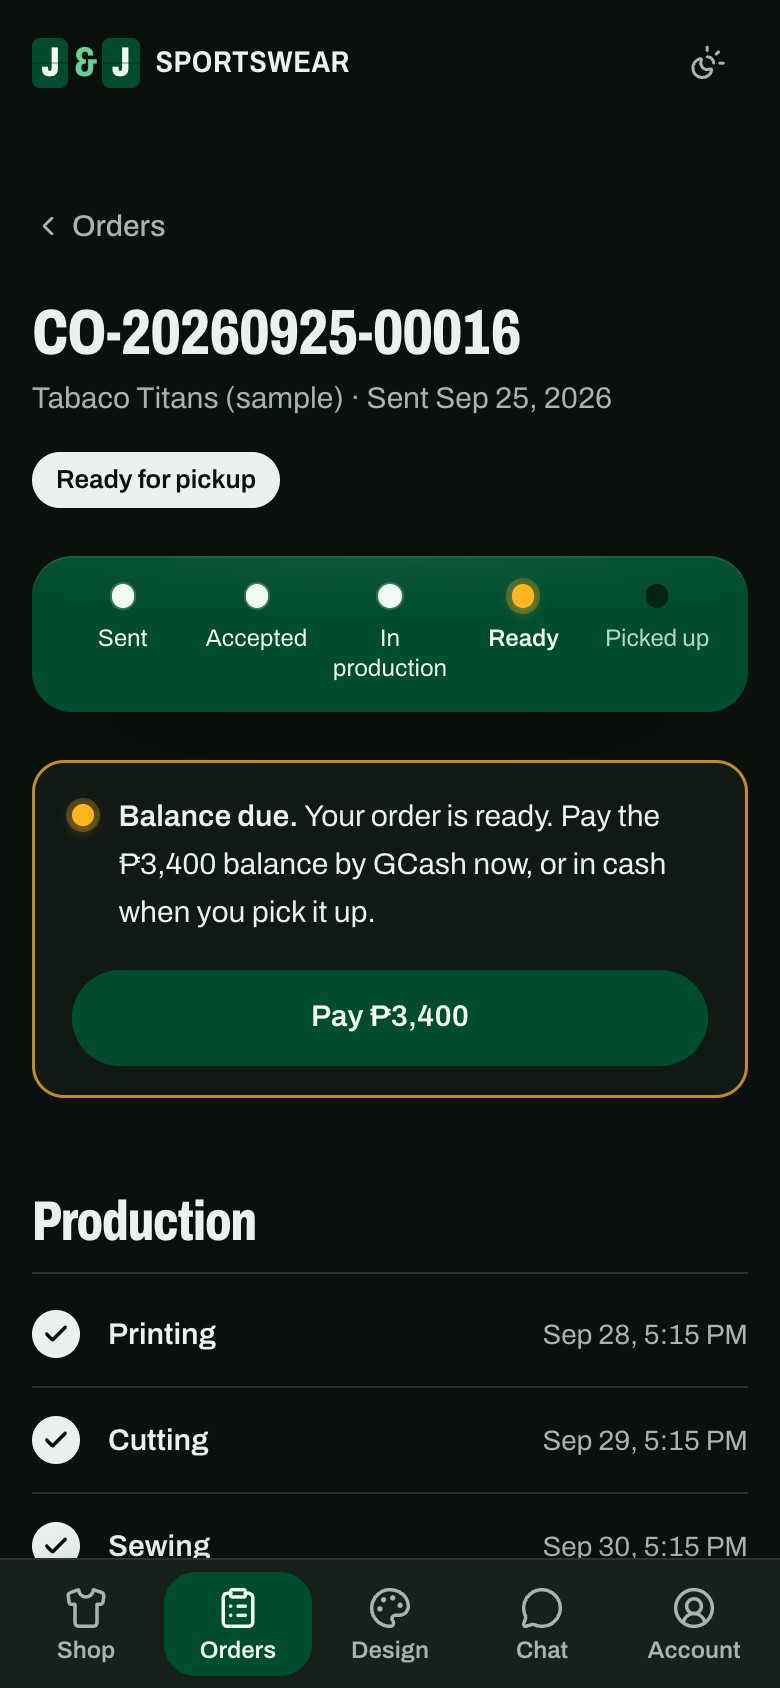 J & J SPORTSWEAR
Orders
CO-20260925-00016
Tabaco Titans (sample) · Sent Sep 25, 2026
Ready for pickup
Sent
Accepted
In
production
Ready
Picked up
Balance due. Your order is ready. Pay the
₱3,400 balance by GCash now, or in cash
when you pick it up.
Pay ₱3,400
Production
Printing Sep 28, 5:15 PM
Cutting Sep 29, 5:15 PM
Sewing Sep 30, 5:15 PM
Shop
Orders
Design
Chat
Account